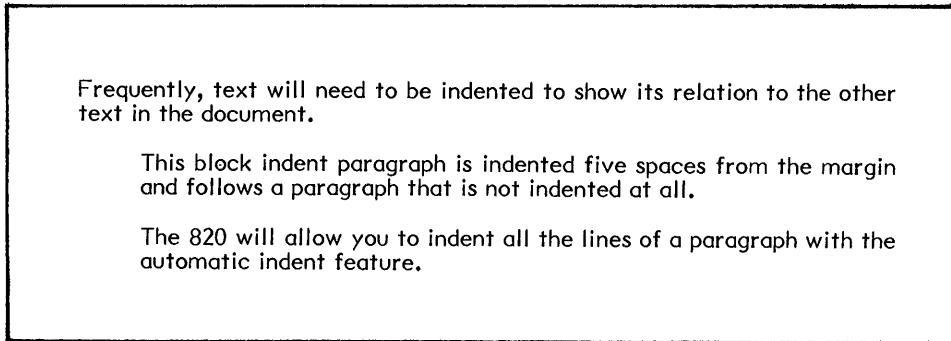 Frequently, text will need to be indented to show its relation to the other
text in the document.
This block indent paragraph is indented five spaces from the margin
and follows a paragraph that is not indented at all.
The 820 will allow you to indent all the lines of a paragraph with the
automatic indent feature.